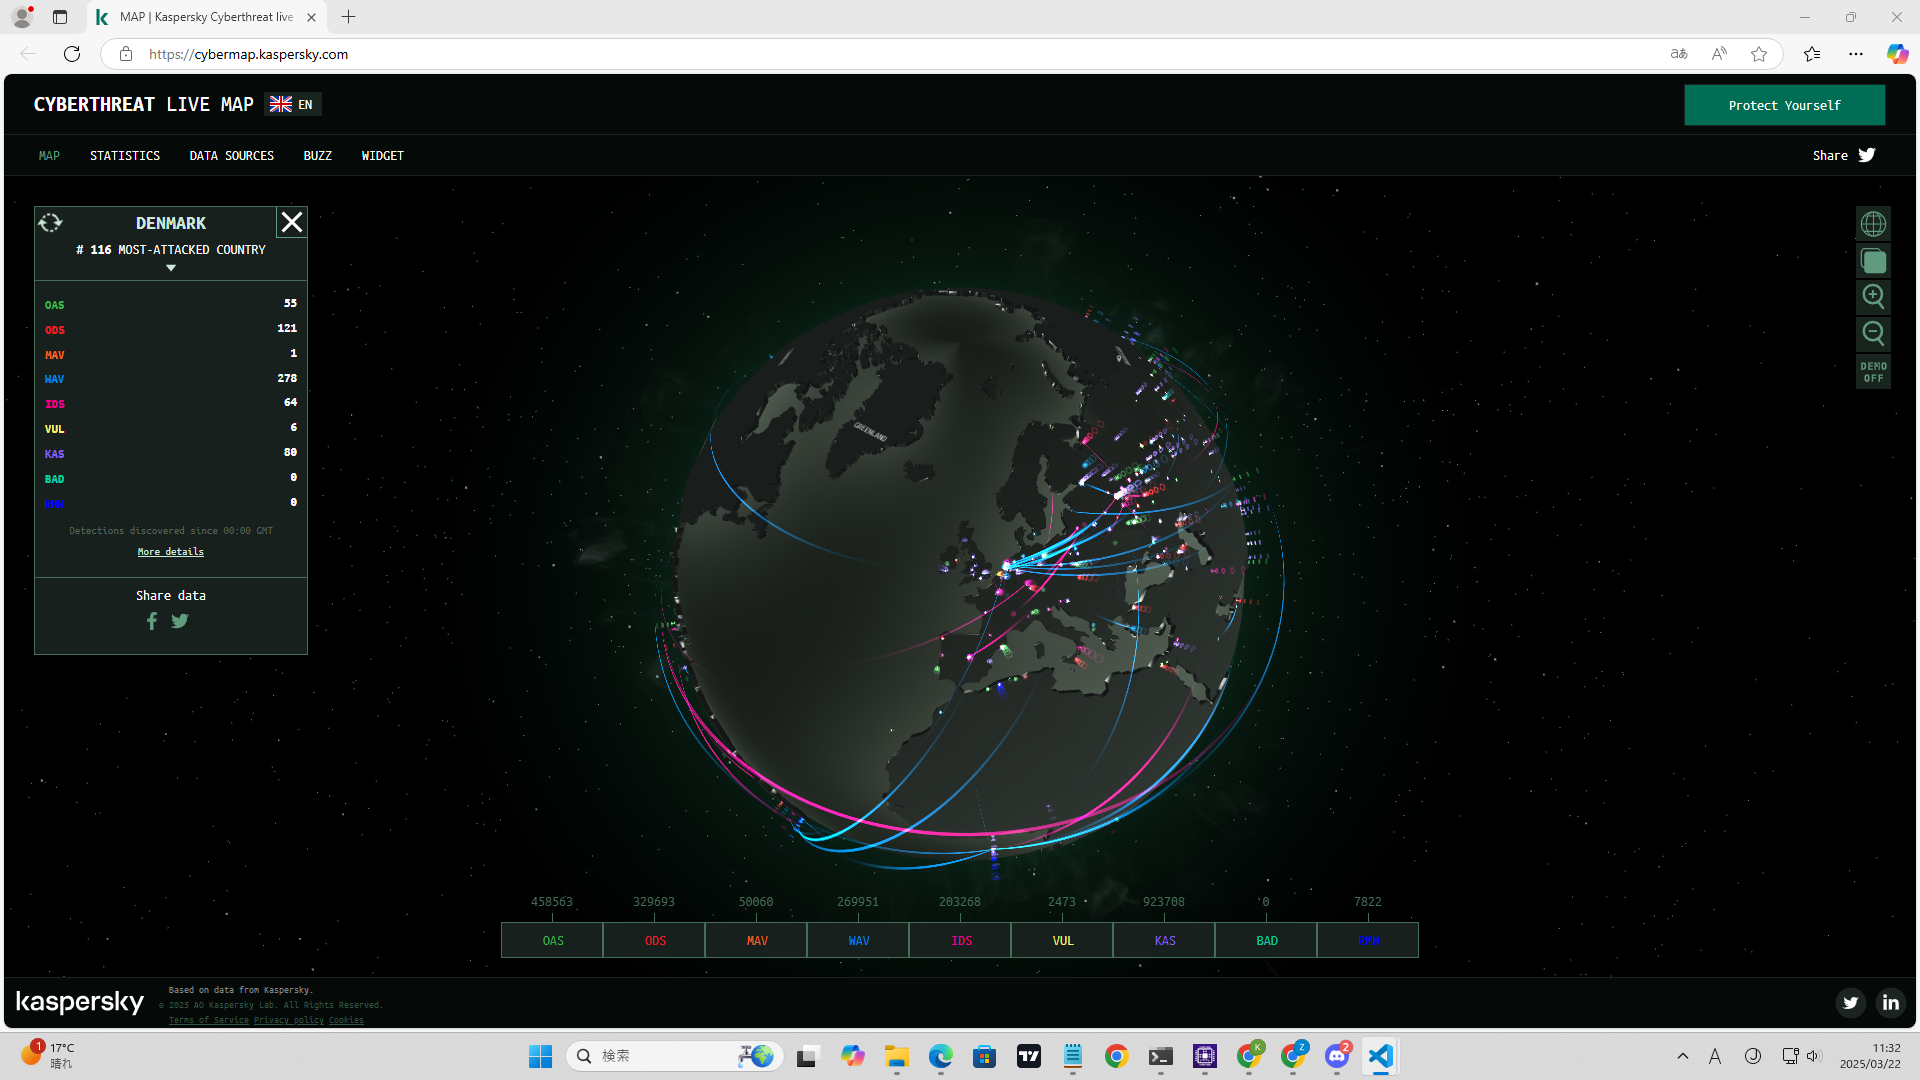 MAP | Kaspersky Cyberthreat live
https://cybermap.kaspersky.com
CYBERTHREAT LIVE MAP EN
Protect Yourself
MAP STATISTICS DATA SOURCES BUZZ WIDGET
Share
DENMARK
# 116 MOST-ATTACKED COUNTRY
OAS 55
ODS 121
MAV 1
WAV 278
IDS 64
VUL 6
KAS 80
BAD 0
RMW 0
Detections discovered since 00:00 GMT
More details
Share data
DEMO
OFF
GREENLAND
458563 329693 50060 269951 203268 2473 923708 0 7822
OAS ODS MAV WAV IDS VUL KAS BAD RMW
kaspersky
Based on data from Kaspersky.
© 2025 AO Kaspersky Lab. All Rights Reserved.
Terms of Service Privacy policy Cookies
1
17°C
晴れ
検索
K
Z
2
A
11:32
2025/03/22